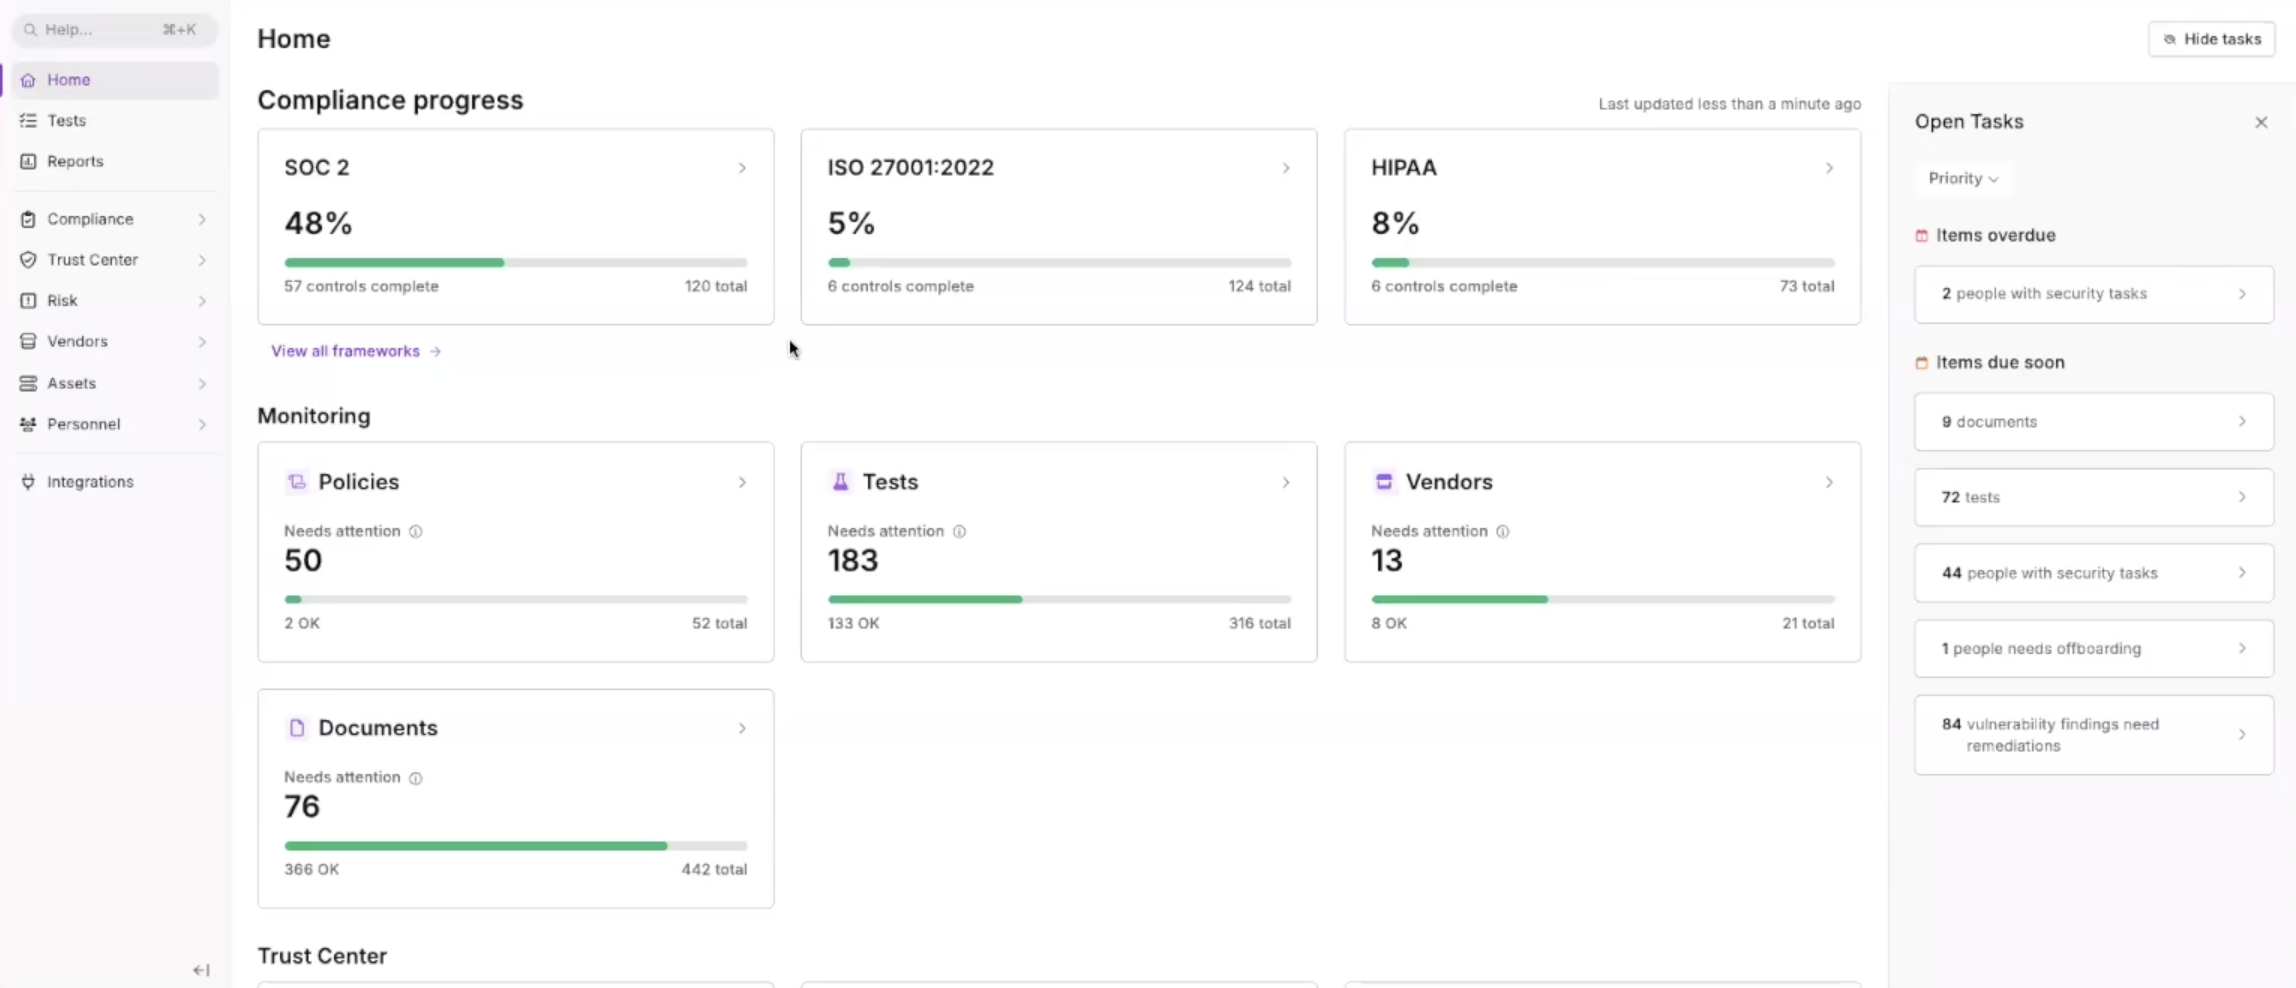 Help... ⌘+K
Home
Tests
Reports
Compliance
Trust Center
Risk
Vendors
Assets
Personnel
Integrations
Home
Hide tasks
Compliance progress
Last updated less than a minute ago
SOC 2
48%
57 controls complete 120 total
ISO 27001:2022
5%
6 controls complete 124 total
HIPAA
8%
6 controls complete 73 total
View all frameworks →
Monitoring
Policies
Needs attention
50
2 OK 52 total
Tests
Needs attention
183
133 OK 316 total
Vendors
Needs attention
13
8 OK 21 total
Documents
Needs attention
76
366 OK 442 total
Trust Center
Open Tasks
Priority
Items overdue
2 people with security tasks
Items due soon
9 documents
72 tests
44 people with security tasks
1 people needs offboarding
84 vulnerability findings need
remediations